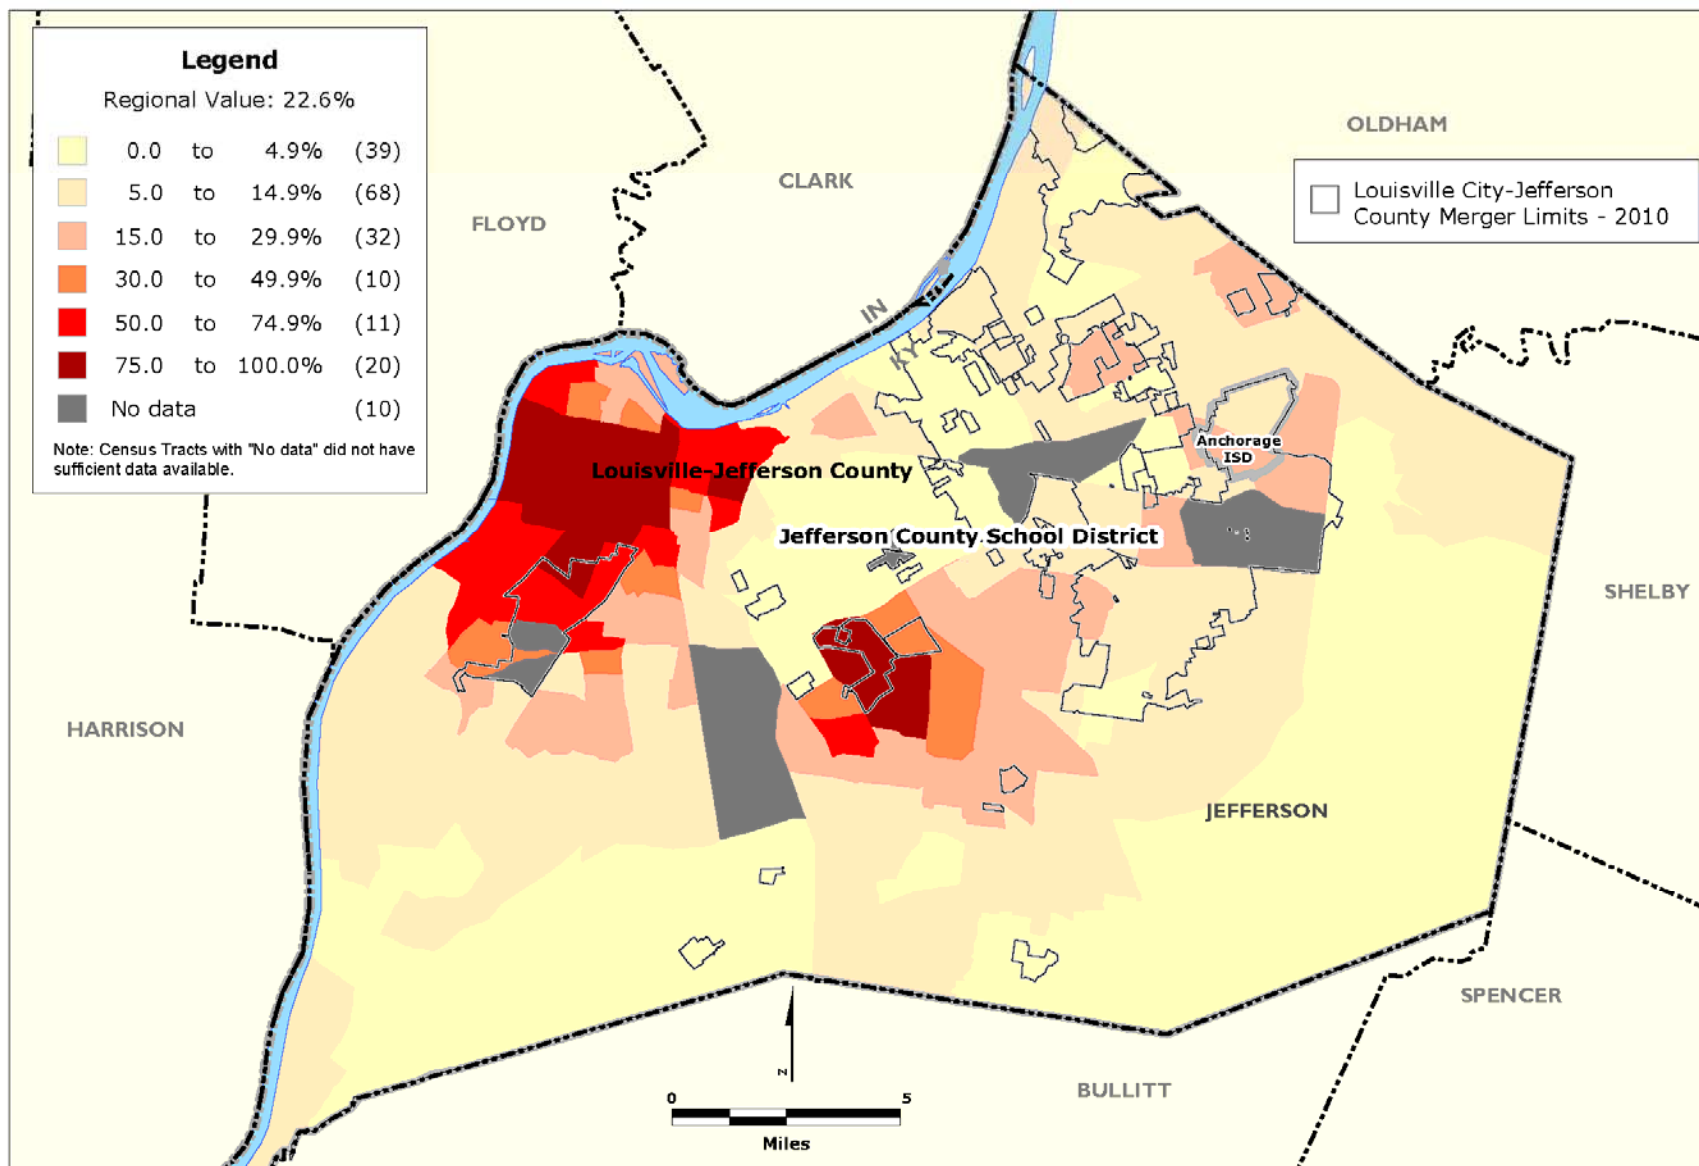 Legend
Regional Value: 22.6%
0.0 to 4.9% (39)
5.0 to 14.9% (68)
15.0 to 29.9% (32)
30.0 to 49.9% (10)
50.0 to 74.9% (11)
75.0 to 100.0% (20)
No data (10)
Note: Census Tracts with "No data" did not have
sufficient data available.
OLDHAM
Louisville City-Jefferson
County Merger Limits - 2010
CLARK
FLOYD
IN
KY
Anchorage
ISD
Louisville-Jefferson County
Jefferson County School District
SHELBY
HARRISON
JEFFERSON
SPENCER
BULLITT
z
0 5
Miles